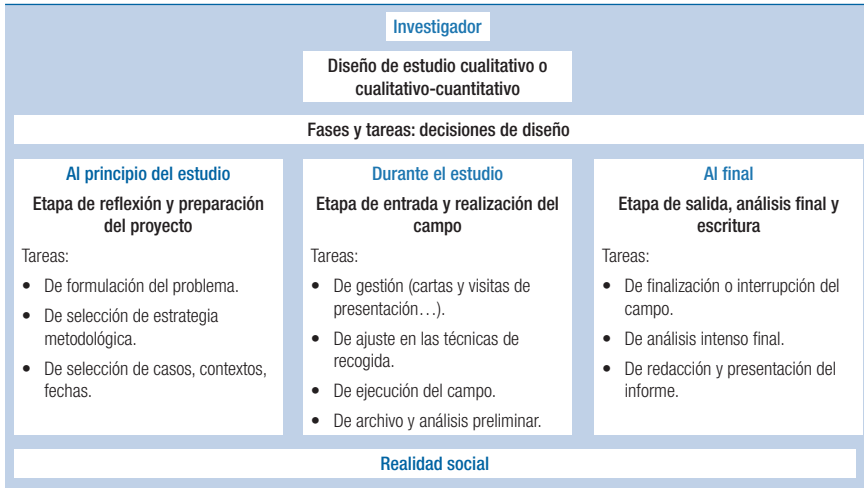 Investigador
Diseño de estudio cualitativo o
cualitativo-cuantitativo
Fases y tareas: decisiones de diseño
Al principio del estudio
Etapa de reflexión y preparación
del proyecto
Tareas:
• De formulación del problema.
• De selección de estrategia
metodológica.
• De selección de casos, contextos,
fechas.
Durante el estudio
Etapa de entrada y realización del
campo
Tareas:
• De gestión (cartas y visitas de
presentación…).
• De ajuste en las técnicas de
recogida.
• De ejecución del campo.
• De archivo y análisis preliminar.
Al final
Etapa de salida, análisis final y
escritura
Tareas:
• De finalización o interrupción del
campo.
• De análisis intenso final.
• De redacción y presentación del
informe.
Realidad social